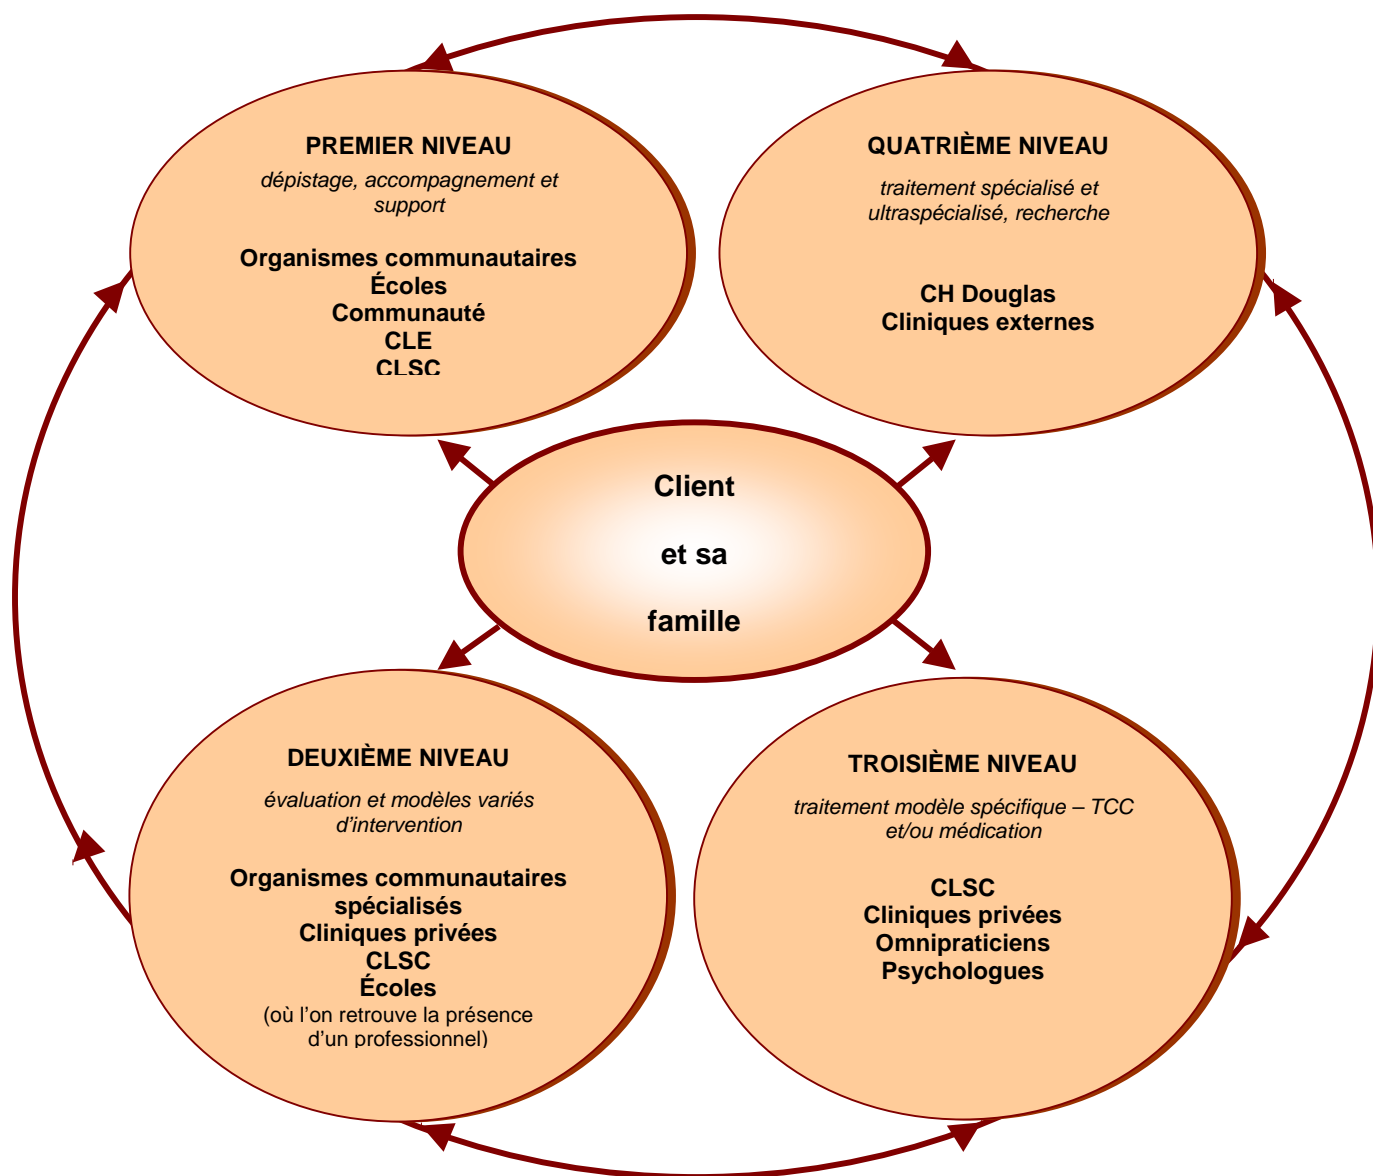 PREMIER NIVEAU
dépistage, accompagnement et
support
Organismes communautaires
Écoles
Communauté
CLE
CLSC
QUATRIÈME NIVEAU
traitement spécialisé et
ultraspécialisé, recherche
CH Douglas
Cliniques externes
Client
et sa
famille
DEUXIÈME NIVEAU
évaluation et modèles variés
d’intervention
Organismes communautaires
spécialisés
Cliniques privées
CLSC
Écoles
(où l’on retrouve la présence
d’un professionnel)
TROISIÈME NIVEAU
traitement modèle spécifique – TCC
et/ou médication
CLSC
Cliniques privées
Omnipraticiens
Psychologues